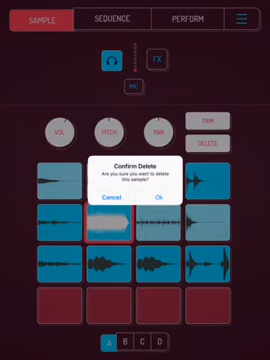 SAMPLE
SEQUENCE
PERFORM
FX
MIC
VOL
PITCH
PAN
TRIM
DELETE
Confirm Delete
Are you sure you want to delete
this sample?
Cancel
Ok
A
B
C
D